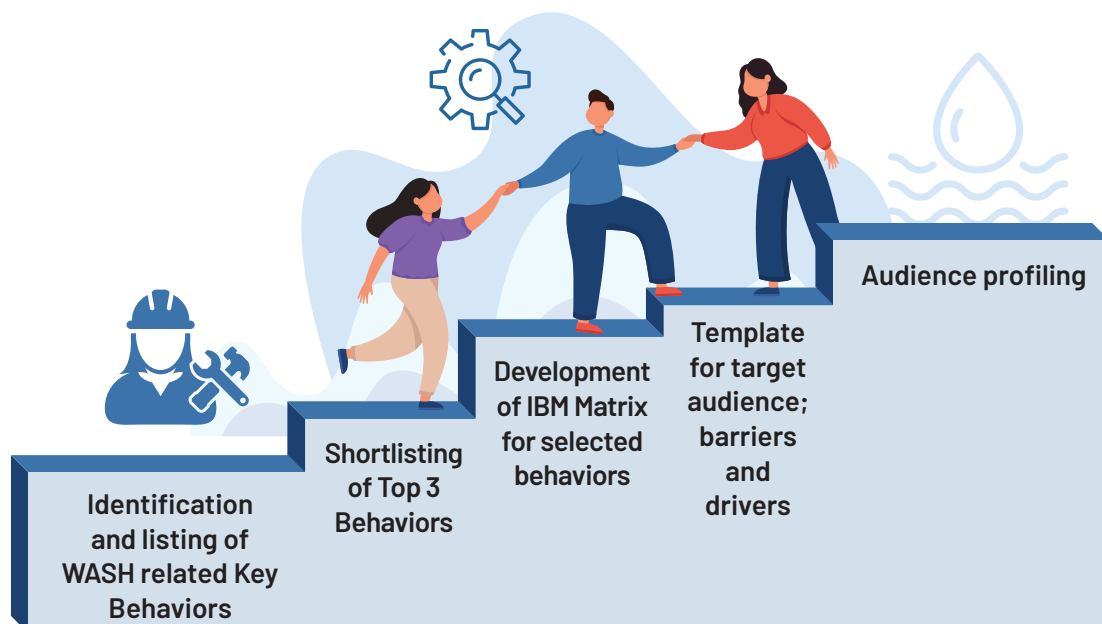 Identification
and listing of
WASH related Key
Behaviors
Shortlisting
of Top 3
Behaviors
Development
of IBM Matrix
for selected
behaviors
Template
for target
audience;
barriers
and
drivers
Audience profiling